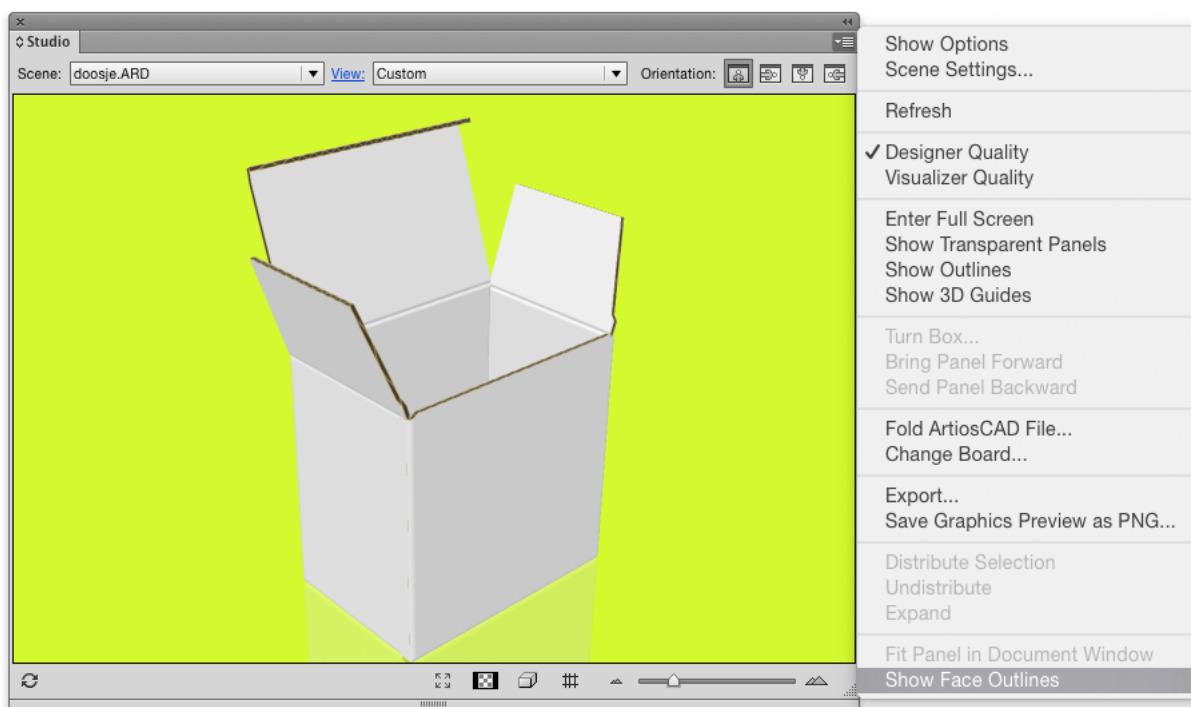 Studio
Scene: doosje.ARD View: Custom Orientation:
Show Options
Scene Settings...
Refresh
Designer Quality
Visualizer Quality
Enter Full Screen
Show Transparent Panels
Show Outlines
Show 3D Guides
Turn Box...
Bring Panel Forward
Send Panel Backward
Fold ArtiosCAD File...
Change Board...
Export...
Save Graphics Preview as PNG...
Distribute Selection
Undistribute
Expand
Fit Panel in Document Window
Show Face Outlines